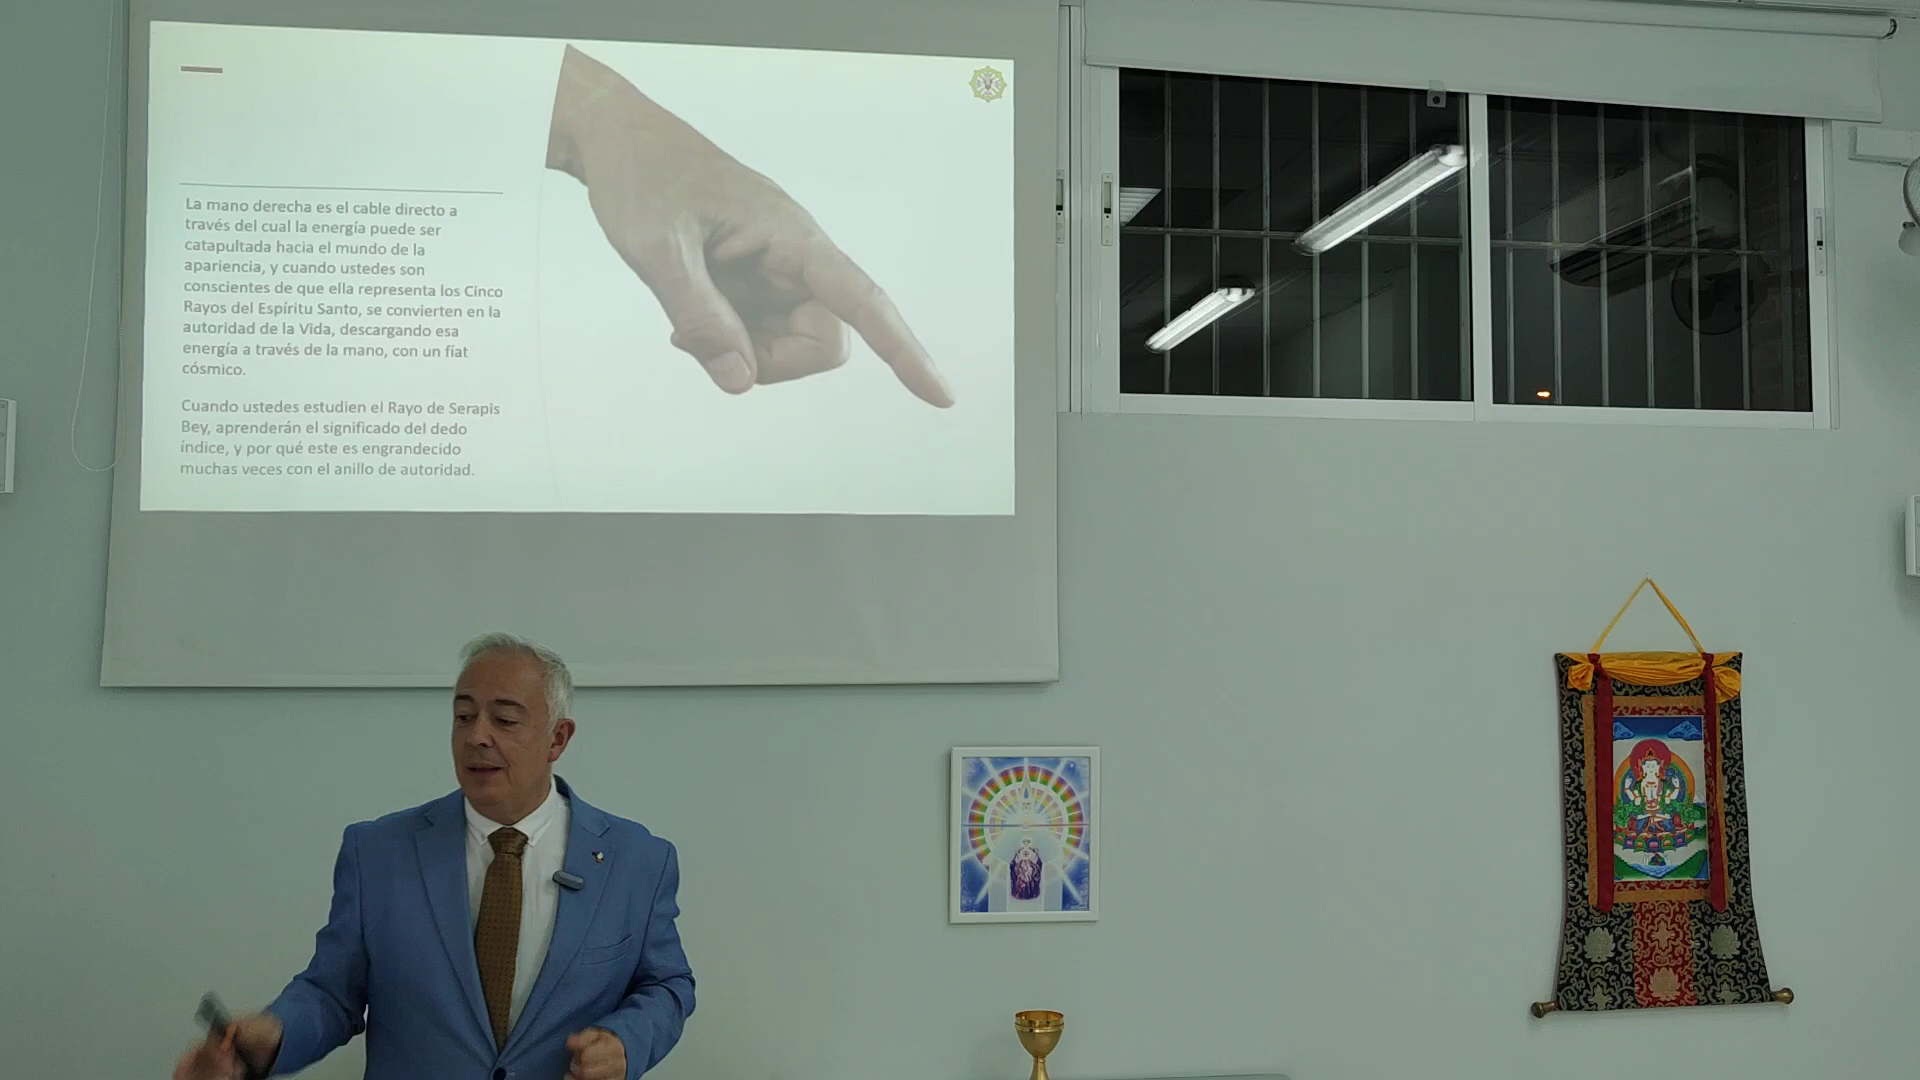 La mano derecha es el cable directo a
través del cual la energía puede ser
catapultada hacia el mundo de la
apariencia, y cuando ustedes son
conscientes de que ella representa los Cinco
Rayos del Espíritu Santo, se convierten en la
autoridad de la Vida, descargando esa
energía a través de la mano, con un fíat
cósmico.
Cuando ustedes estudien el Rayo de Serapis
Bey, aprenderán el significado del dedo
índice, y por qué este es engrandecido
muchas veces con el anillo de autoridad.